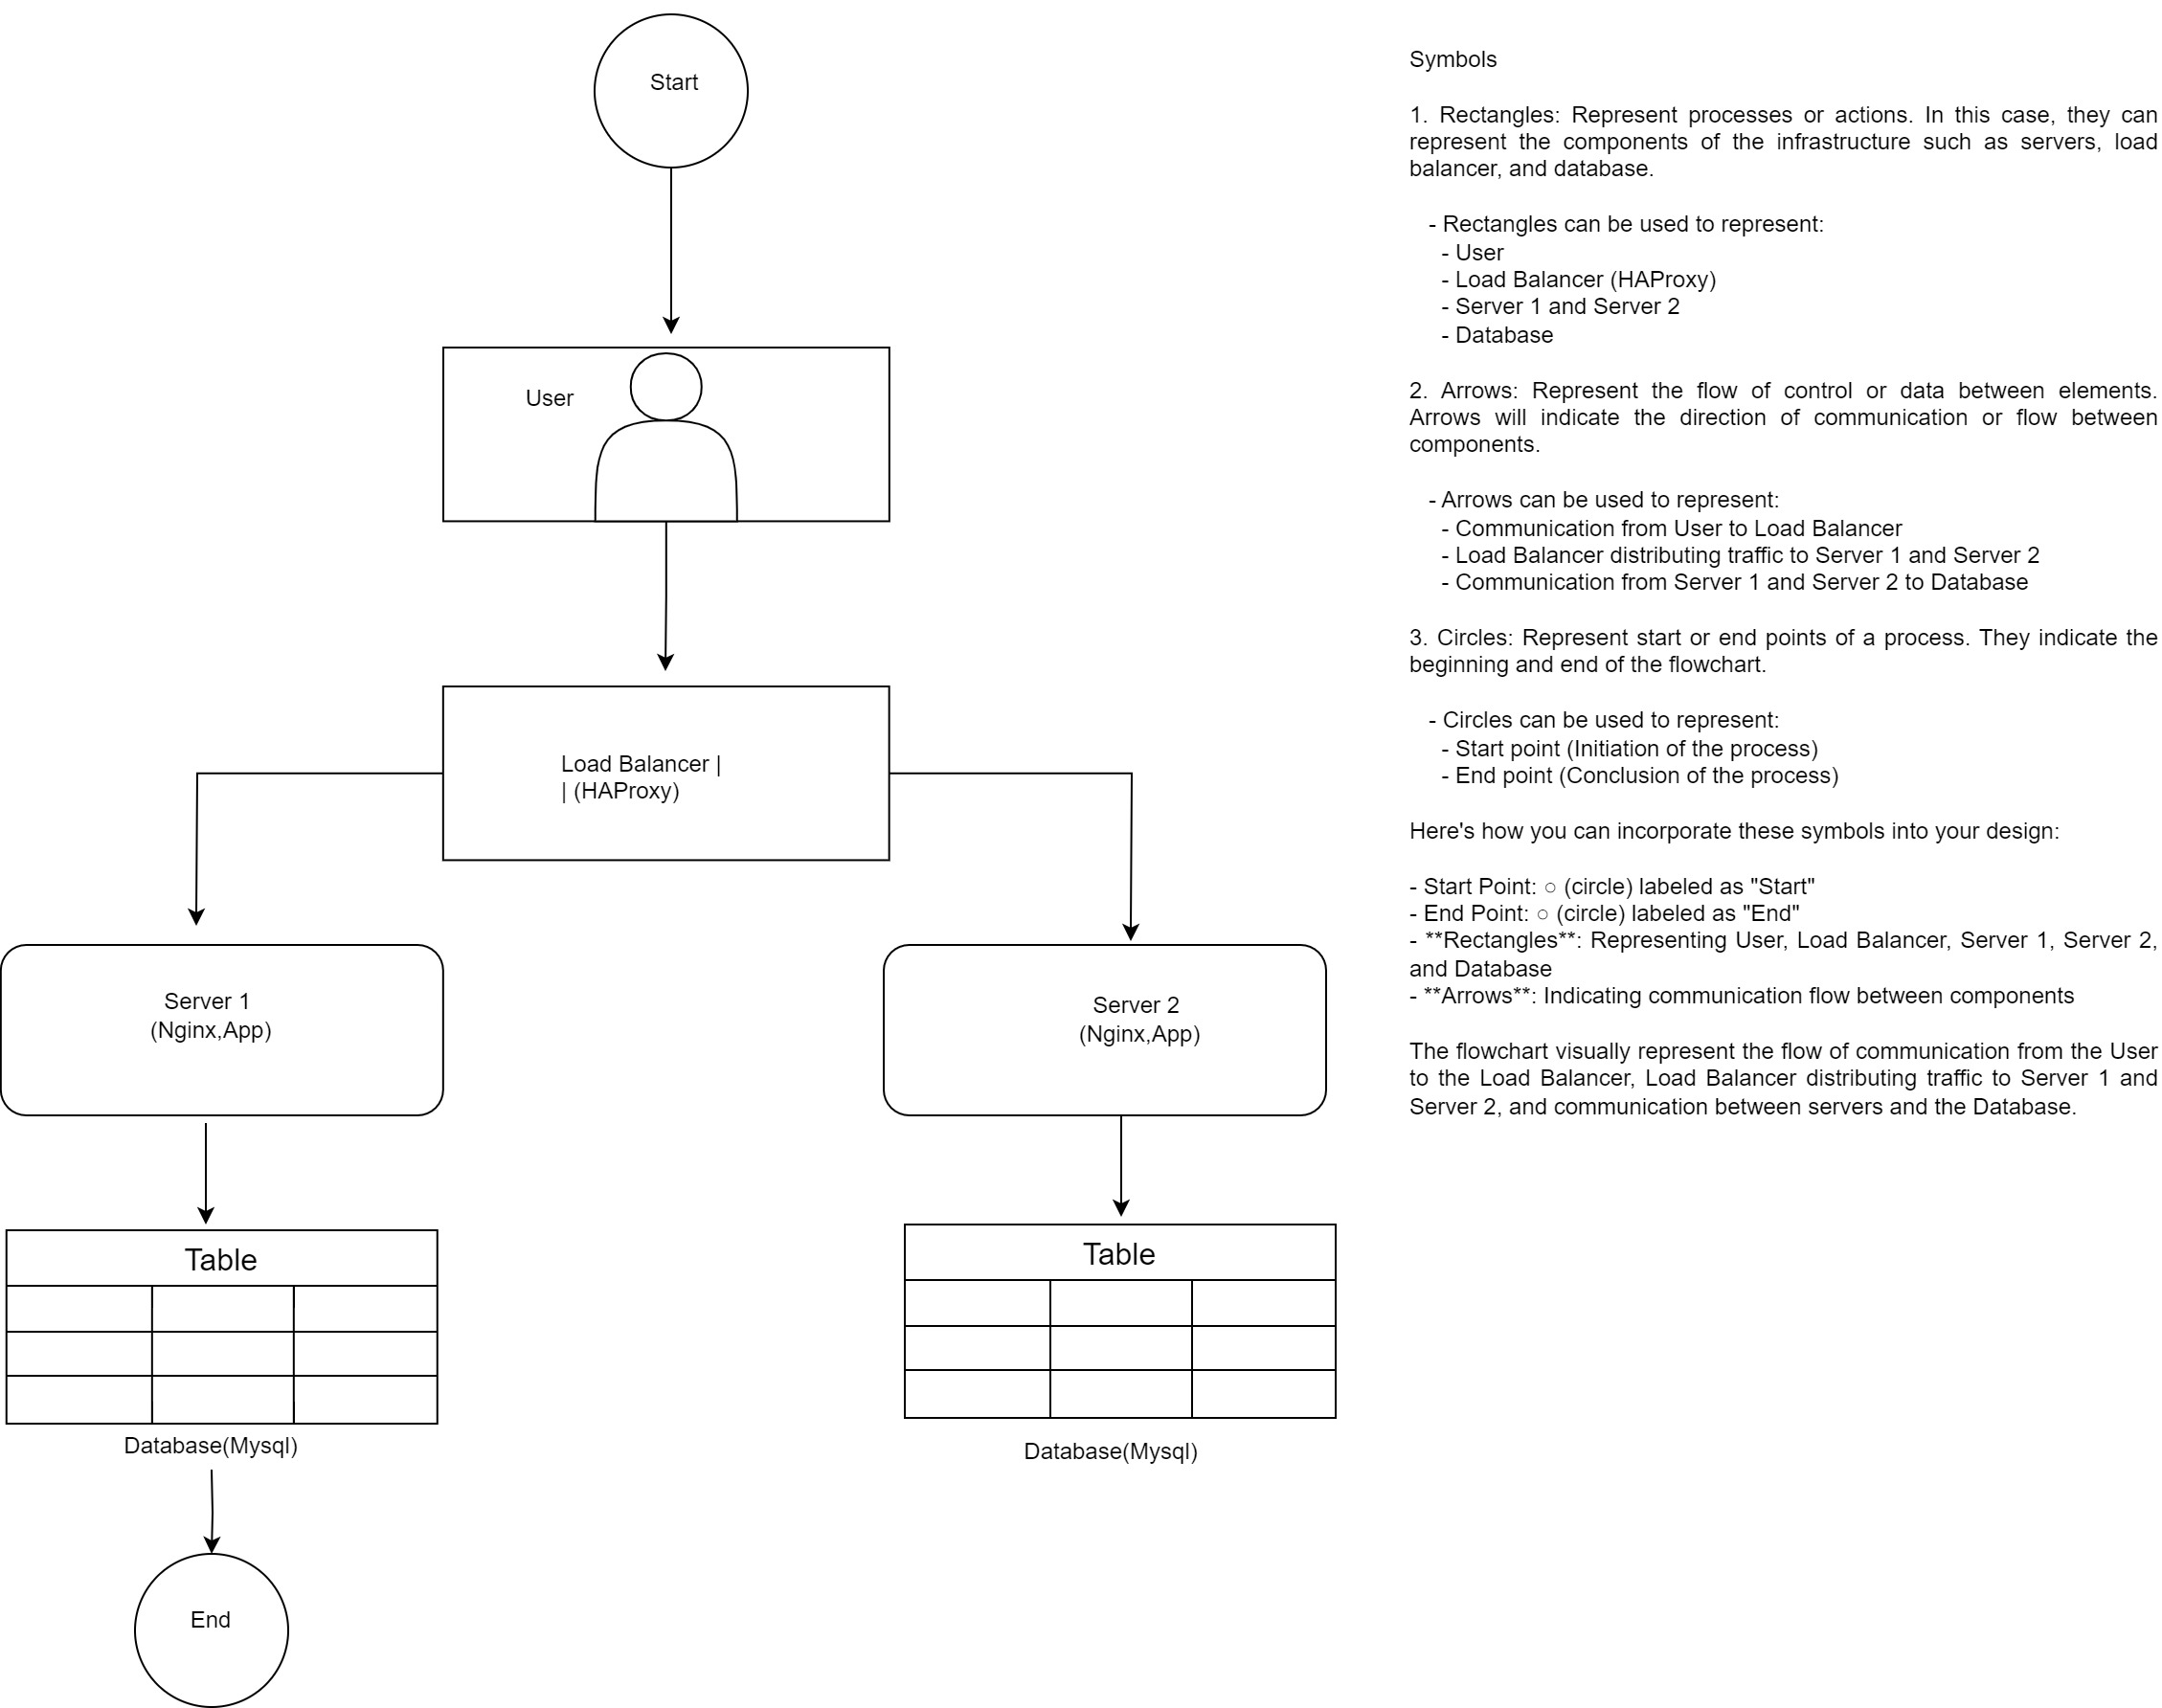 Start
User
Load Balancer |
| (HAProxy)
Server 1
(Nginx,App)
Server 2
(Nginx,App)
Table
Table
Database(Mysql)
Database(Mysql)
End
Symbols
1. Rectangles: Represent processes or actions. In this case, they can
represent the components of the infrastructure such as servers, load
balancer, and database.
- Rectangles can be used to represent:
- User
- Load Balancer (HAProxy)
- Server 1 and Server 2
- Database
2. Arrows: Represent the flow of control or data between elements.
Arrows will indicate the direction of communication or flow between
components.
- Arrows can be used to represent:
- Communication from User to Load Balancer
- Load Balancer distributing traffic to Server 1 and Server 2
- Communication from Server 1 and Server 2 to Database
3. Circles: Represent start or end points of a process. They indicate the
beginning and end of the flowchart.
- Circles can be used to represent:
- Start point (Initiation of the process)
- End point (Conclusion of the process)
Here's how you can incorporate these symbols into your design:
- Start Point: ○ (circle) labeled as "Start"
- End Point: ○ (circle) labeled as "End"
- **Rectangles**: Representing User, Load Balancer, Server 1, Server 2,
and Database
- **Arrows**: Indicating communication flow between components
The flowchart visually represent the flow of communication from the User
to the Load Balancer, Load Balancer distributing traffic to Server 1 and
Server 2, and communication between servers and the Database.